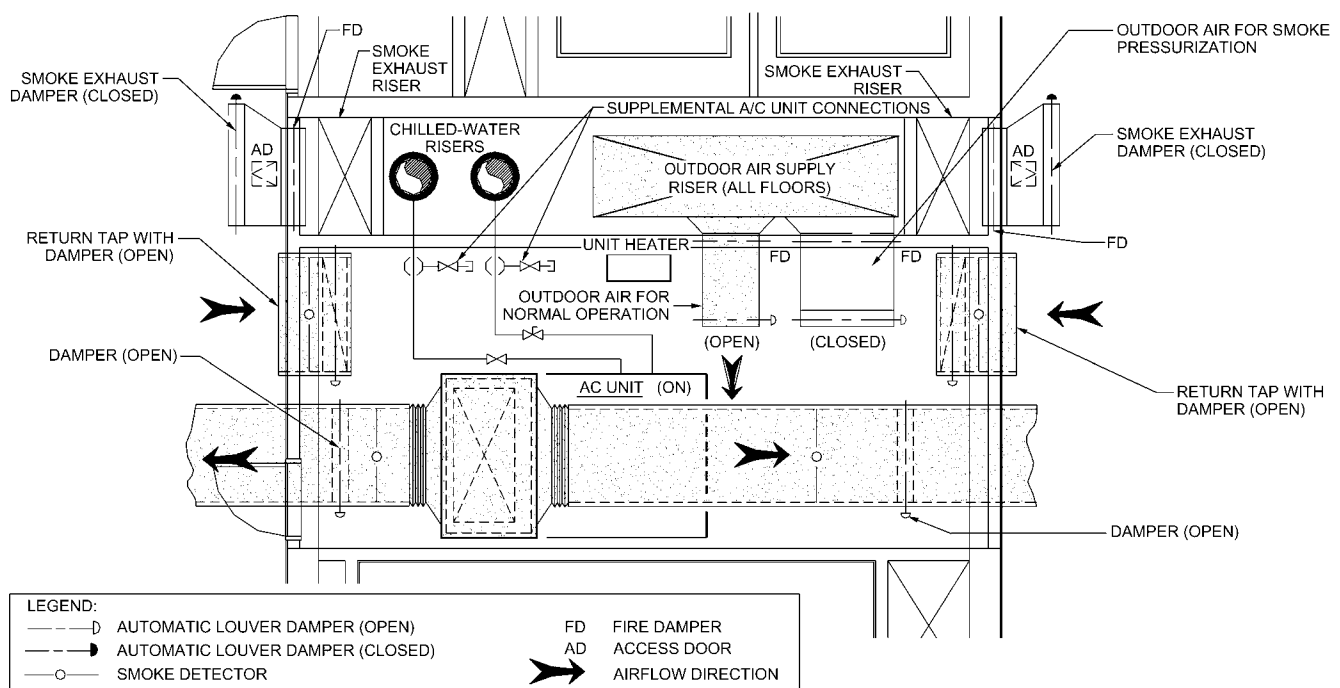 FD
OUTDOOR AIR FOR SMOKE
PRESSURIZATION
SMOKE
EXHAUST
RISER
SMOKE EXHAUST
RISER
SMOKE EXHAUST
DAMPER (CLOSED)
SUPPLEMENTAL A/C UNIT CONNECTIONS
CHILLED-WATER
RISERS
SMOKE EXHAUST
DAMPER (CLOSED)
AD
AD
OUTDOOR AIR SUPPLY
RISER (ALL FLOORS)
RETURN TAP WITH
DAMPER (OPEN)
UNIT HEATER
FD
FD
FD
OUTDOOR AIR FOR
NORMAL OPERATION
(OPEN)
(CLOSED)
DAMPER (OPEN)
AC UNIT (ON)
RETURN TAP WITH
DAMPER (OPEN)
DAMPER (OPEN)
LEGEND:
AUTOMATIC LOUVER DAMPER (OPEN)
AUTOMATIC LOUVER DAMPER (CLOSED)
SMOKE DETECTOR
FD FIRE DAMPER
AD ACCESS DOOR
AIRFLOW DIRECTION